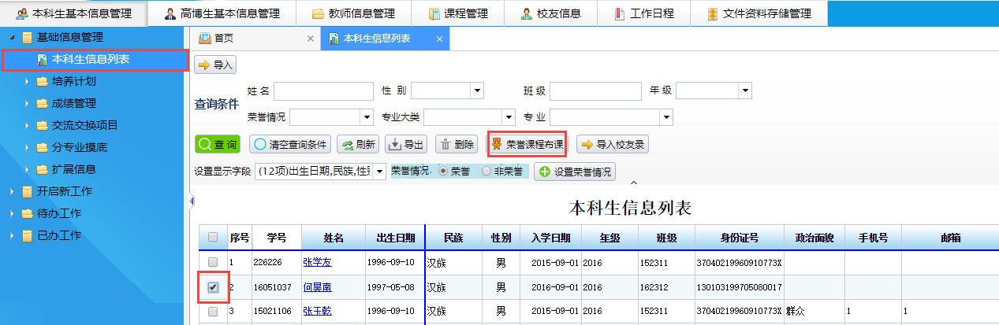 本科生基本信息管理 高博生基本信息管理 教师信息管理 课程管理 校友信息 工作日程 文件资料存储管理
基础信息管理
本科生信息列表
培养计划
成绩管理
交流交换项目
分专业摸底
扩展信息
开启新工作
待办工作
已办工作
首页 × 本科生信息列表 ×
导入
查询条件
姓名 性别 班级 年级
荣誉情况 专业大类 专业
查询 清空查询条件 刷新 导出 删除 荣誉课程布课 导入校友录
设置显示字段 (12项)出生日期,民族,性别 荣誉情况 荣誉 非荣誉 设置荣誉情况
本科生信息列表
序号 学号 姓名 出生日期 民族 性别 入学日期 年级 班级 身份证号 政治面貌 手机号 邮箱
1 226226 张学友 1996-09-10 汉族 男 2015-09-01 2016 152311 37040219960910773X
2 16051037 何昊南 1997-05-08 汉族 男 2016-09-01 2016 162312 130103199705080017
3 15021106 张玉乾 1996-09-10 汉族 男 2015-09-01 2016 152311 37040219960910773X 群众 1 1